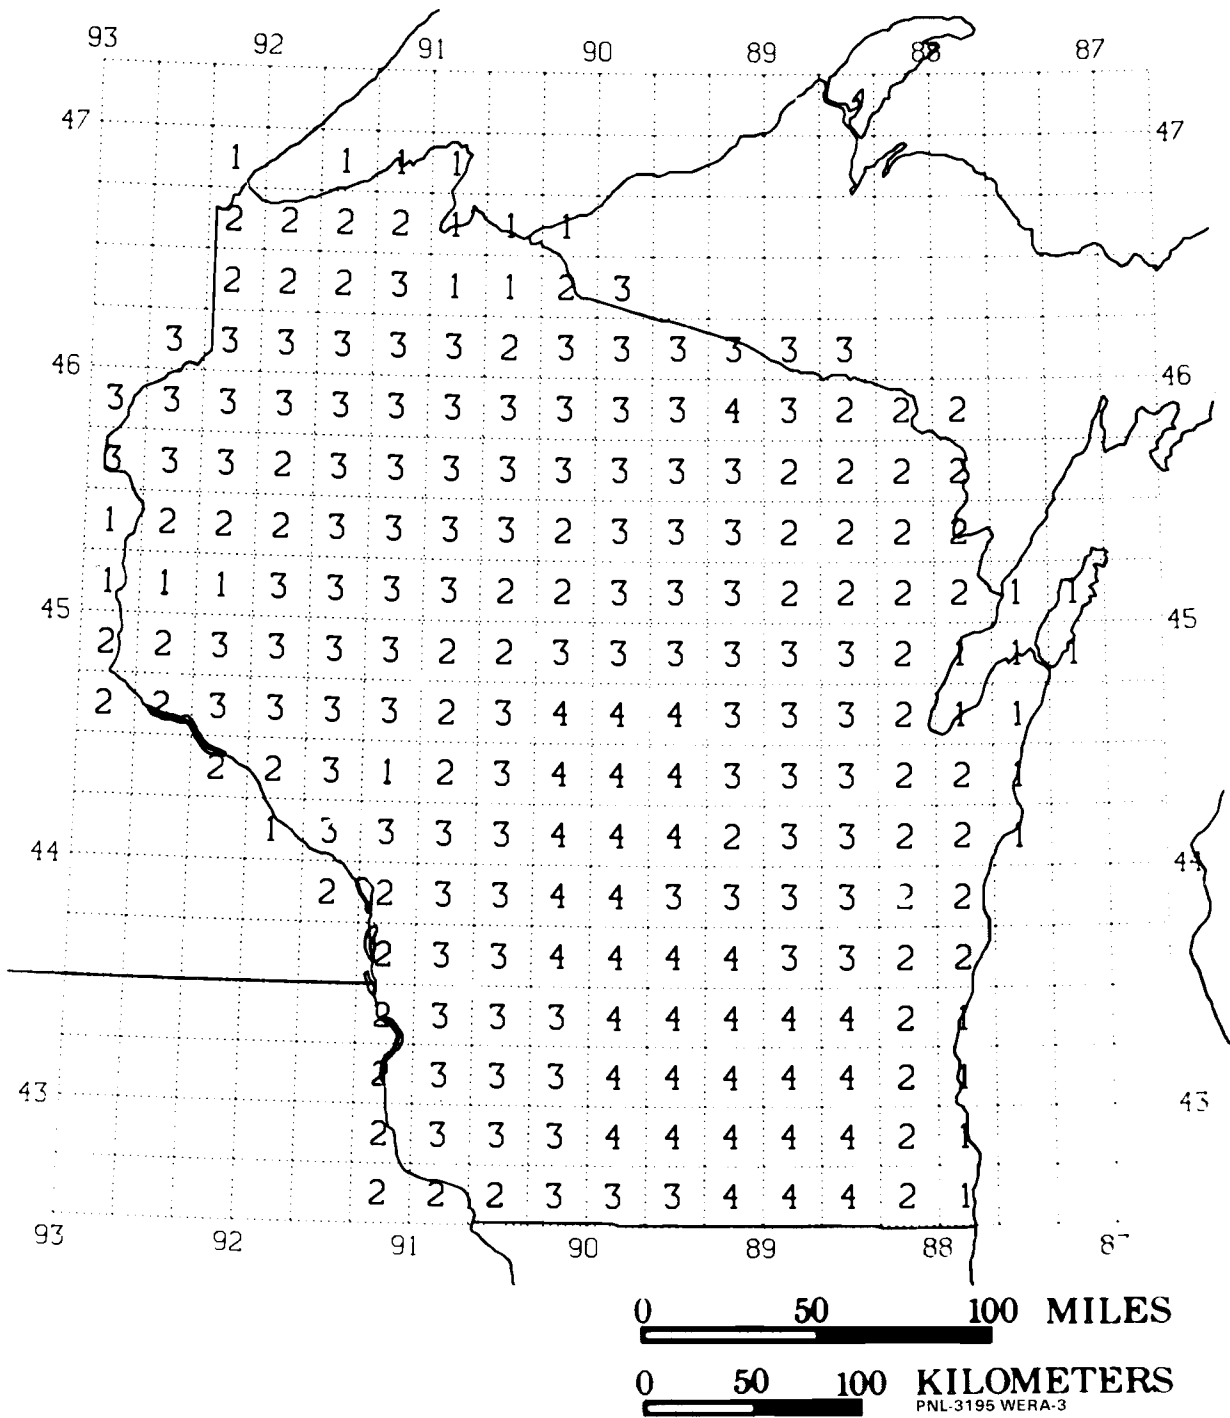 93 92 91 90 89 88 87
47 47
1 1 1 1
2 2 2 2 1 1 1
2 2 2 3 1 1 2 3
3 3 3 3 3 3 2 3 3 3 3 3 3
46 46
3 3 3 3 3 3 3 3 3 3 3 4 3 2 2 2
3 3 3 2 3 3 3 3 3 3 3 3 2 2 2 2
1 2 2 2 3 3 3 3 2 3 3 3 2 2 2 2
1 1 1 3 3 3 3 2 2 3 3 3 2 2 2 2 1 1
45 45
2 2 3 3 3 3 2 2 3 3 3 3 3 3 2 1 1 1
2 2 3 3 3 3 2 3 4 4 4 3 3 3 2 1 1
2 2 3 1 2 3 4 4 4 3 3 3 2 2 1
1 3 3 3 3 4 4 4 2 3 3 2 2 1
44 44
2 2 3 3 4 4 3 3 3 3 2 2
2 3 3 4 4 4 4 3 3 2 2
2 3 3 3 4 4 4 4 4 2 1
2 3 3 3 4 4 4 4 4 2 1
43 43
2 3 3 3 4 4 4 4 4 2 1
2 2 2 3 3 3 4 4 4 2 1
93 92 91 90 89 88
0 50 100 MILES
0 50 100 KILOMETERS
PNL-3195 WERA-3